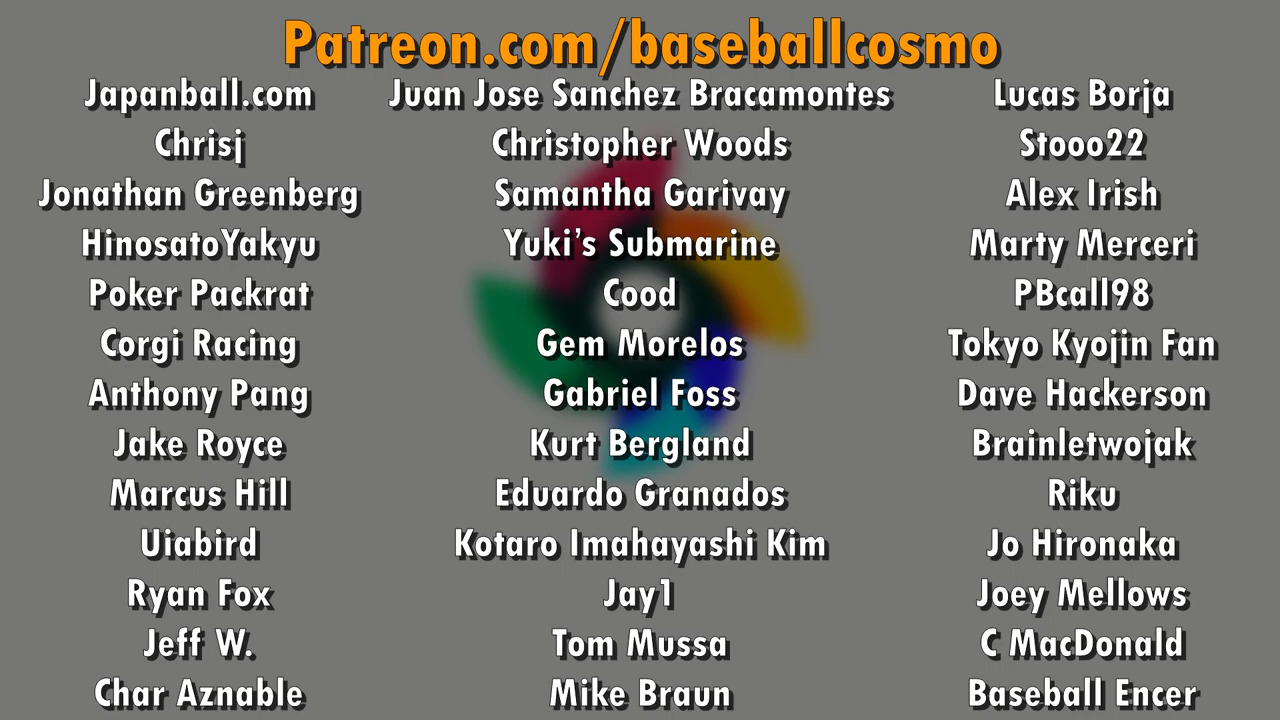 Patreon.com/baseballcosmo
Japanball.com
Chrisj
Jonathan Greenberg
HinosatoYakyu
Poker Packrat
Corgi Racing
Anthony Pang
Jake Royce
Marcus Hill
Uiabird
Ryan Fox
Jeff W.
Char Aznable
Juan Jose Sanchez Bracamontes
Christopher Woods
Samantha Garivay
Yuki’s Submarine
Cood
Gem Morelos
Gabriel Foss
Kurt Bergland
Eduardo Granados
Kotaro Imahayashi Kim
Jay1
Tom Mussa
Mike Braun
Lucas Borja
Stooo22
Alex Irish
Marty Merceri
PBcall98
Tokyo Kyojin Fan
Dave Hackerson
Brainletwojak
Riku
Jo Hironaka
Joey Mellows
C MacDonald
Baseball Encer